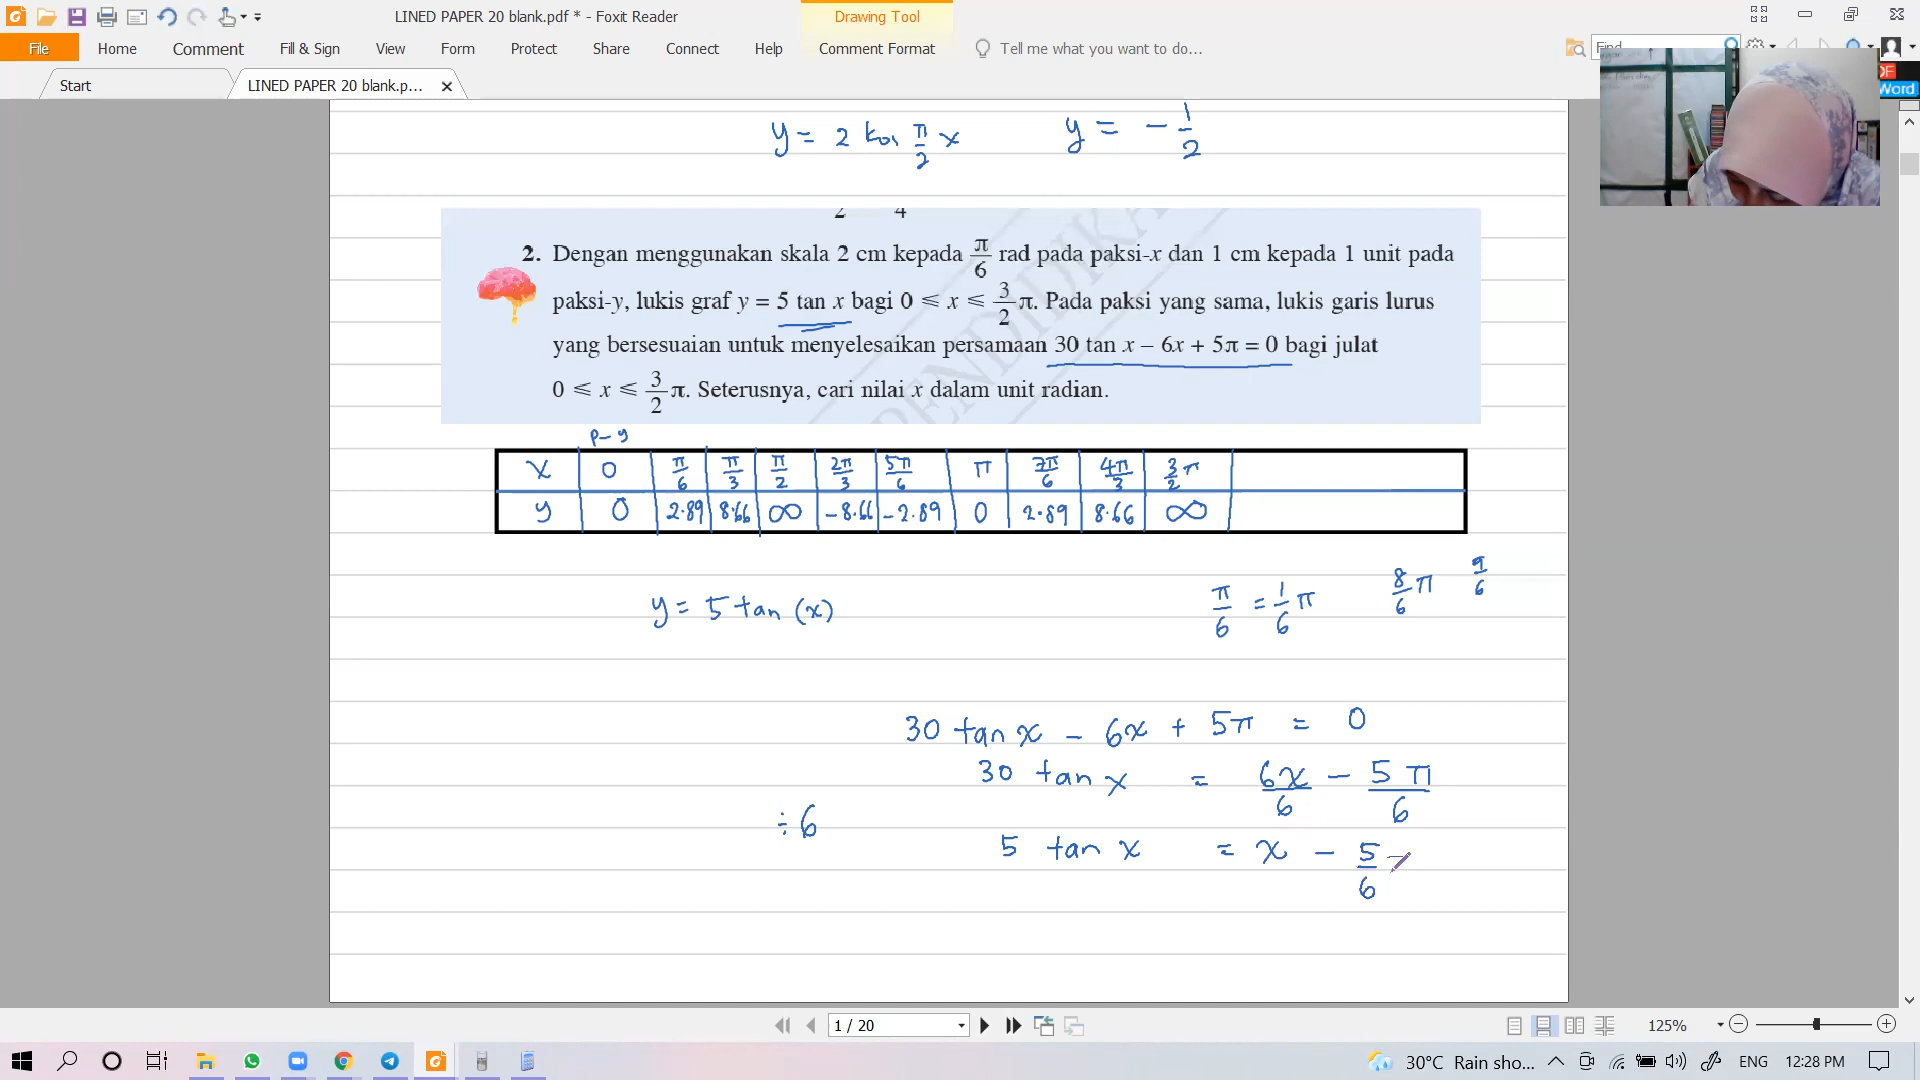 LINED PAPER 20 blank.pdf * - Foxit Reader
Drawing Tool
File Home Comment Fill & Sign View Form Protect Share Connect Help Comment Format Tell me what you want to do... Find
Start LINED PAPER 20 blank.p...
Word
y = 2 kos π/2 x y = -1/2
2 4
2. Dengan menggunakan skala 2 cm kepada π/6 rad pada paksi-x dan 1 cm kepada 1 unit pada
paksi-y, lukis graf y = 5 tan x bagi 0 ⩽ x ⩽ 3/2 π. Pada paksi yang sama, lukis garis lurus
yang bersesuaian untuk menyelesaikan persamaan 30 tan x – 6x + 5π = 0 bagi julat
0 ⩽ x ⩽ 3/2 π. Seterusnya, cari nilai x dalam unit radian.
PENDIDIKA
p-y
x 0 π/6 π/3 π/2 2π/3 5π/6 π 7π/6 4π/3 3/2 π
y 0 2.89 8.66 ∞ -8.66 -2.89 0 2.89 8.66 ∞
y = 5 tan (x) π/6 = 1/6 π 8/6 π 9/6
30 tan x - 6x + 5π = 0
30 tan x = 6x/6 - 5π/6
÷ 6
5 tan x = x - 5/6
1 / 20 125%
30°C Rain sho... ENG 12:28 PM